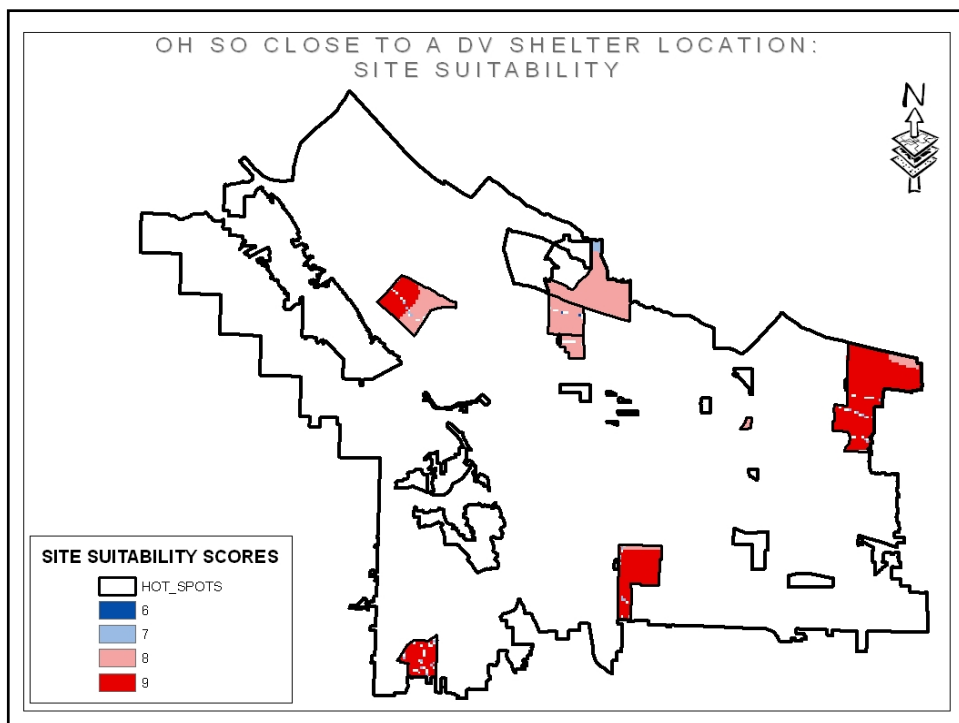 OH SO CLOSE TO A DV SHELTER LOCATION:
SITE SUITABILITY
N
SITE SUITABILITY SCORES
HOT_SPOTS
6
7
8
9